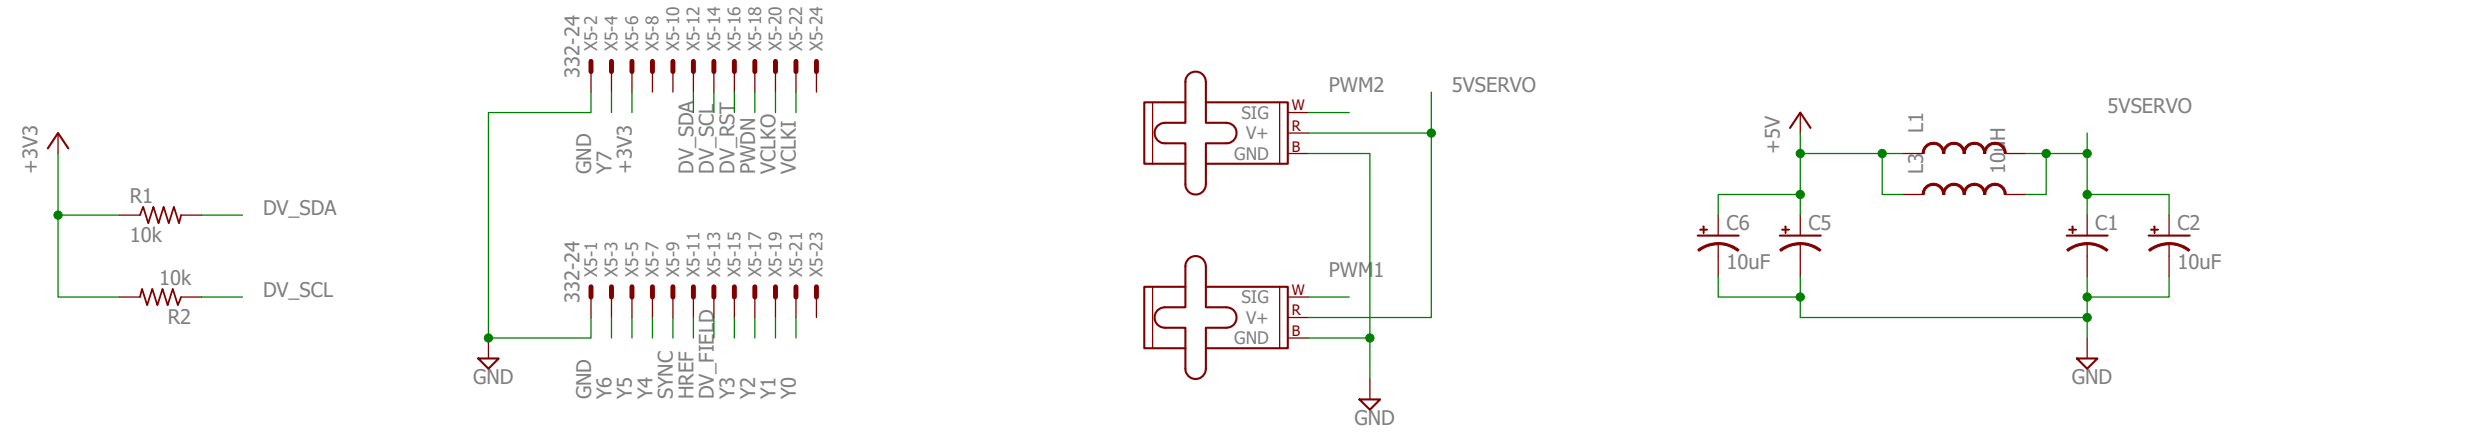 +3V3
R1
10k
DV_SDA
10k
R2
DV_SCL
332-24
X5-2
X5-4
X5-6
X5-8
X5-10
X5-12
X5-14
X5-16
X5-18
X5-20
X5-22
X5-24
GND
Y7
+3V3
DV_SDA
DV_SCL
DV_RST
PWDN
VCLKO
VCLKI
332-24
X5-1
X5-3
X5-5
X5-7
X5-9
X5-11
X5-13
X5-15
X5-17
X5-19
X5-21
X5-23
GND
Y6
Y5
Y4
SYNC
HREF
DV_FIELD
Y3
Y2
Y1
Y0
GND
PWM2
5VSERVO
SIG
W
V+
R
GND
B
PWM1
SIG
W
V+
R
GND
B
GND
+5V
L1
10uH
L3
5VSERVO
C6
10uF
C5
C1
C2
10uF
GND